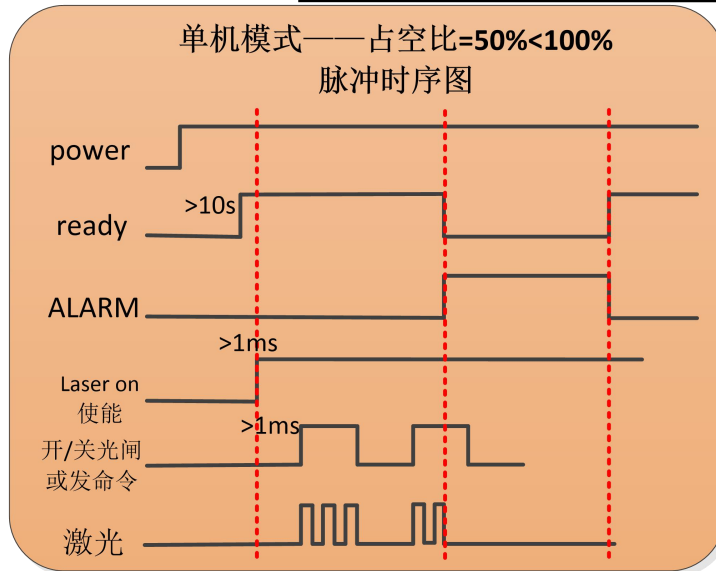 单机模式——占空比=50%<100%
脉冲时序图
power
>10s
ready
ALARM
>1ms
Laser on
使能
>1ms
开/关光闸
或发命令
激光